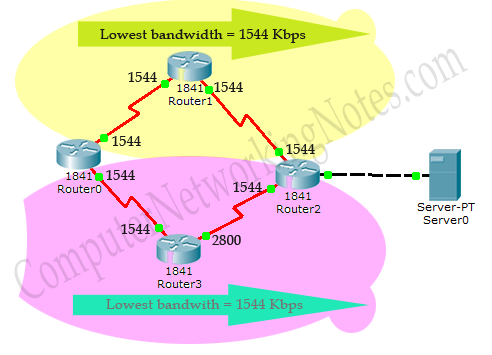 Lowest bandwidth = 1544 Kbps
1544
1544
1841
Router1
1544
1544
1841
Router0
1544
1544
1841
Router2
1544
Server-PT
Server0
1544
2800
1841
Router3
Lowest bandwith = 1544 Kbps
ComputerNetworkingNotes.com